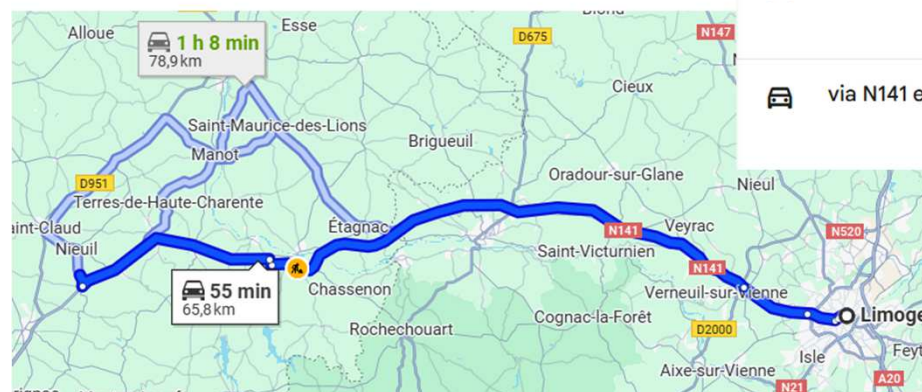 Alloue
Esse
D675
N147
1 h 8 min
78,9 km
Cieux
via N141 e
Saint-Maurice-des-Lions
Brigueuil
Manot
D951
Oradour-sur-Glane
Nieul
Terres-de-Haute-Charente
aint-Claud
Étagnac
N141
Veyrac
N520
Nieuil
Saint-Victurnien
N141
55 min
65,8 km
Chassenon
Verneuil-sur-Vienne
Rochechouart
Cognac-la-Forêt
D2000
Limoge
Isle
Feyt
Aixe-sur-Vienne
A20
N21